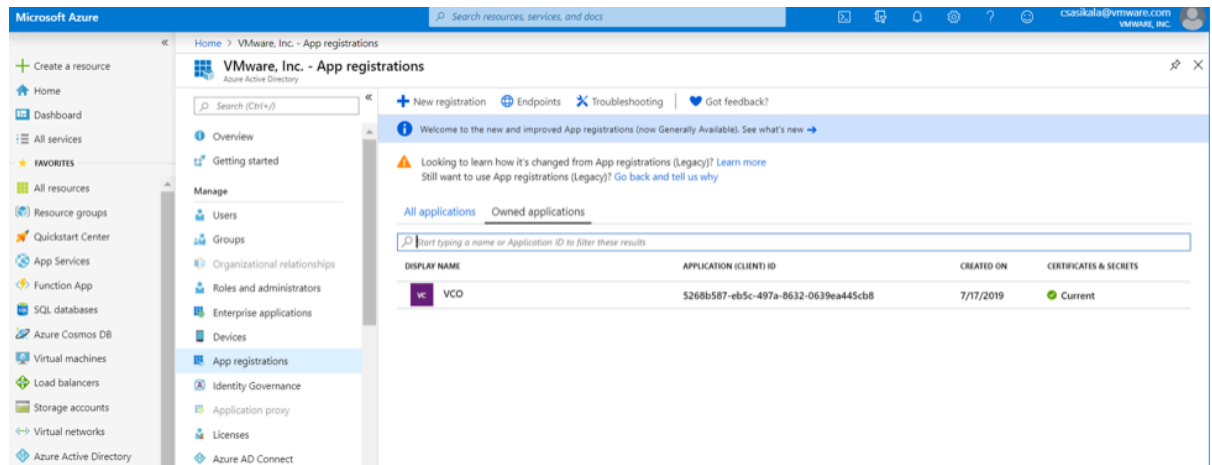 Microsoft Azure
Search resources, services, and docs
csasikala@vmware.com
VMWARE, INC.
Home > VMware, Inc. - App registrations
VMware, Inc. - App registrations
Azure Active Directory
Create a resource
Home
Dashboard
All services
FAVORITES
All resources
Resource groups
Quickstart Center
App Services
Function App
SQL databases
Azure Cosmos DB
Virtual machines
Load balancers
Storage accounts
Virtual networks
Azure Active Directory
Search (Ctrl+/)
Overview
Getting started
Manage
Users
Groups
Organizational relationships
Roles and administrators
Enterprise applications
Devices
App registrations
Identity Governance
Application proxy
Licenses
Azure AD Connect
New registration Endpoints Troubleshooting Got feedback?
Welcome to the new and improved App registrations (now Generally Available). See what's new →
Looking to learn how it's changed from App registrations (Legacy)? Learn more
Still want to use App registrations (Legacy)? Go back and tell us why
All applications Owned applications
Start typing a name or Application ID to filter these results
DISPLAY NAME APPLICATION (CLIENT) ID CREATED ON CERTIFICATES & SECRETS
VC VCO 5268b587-eb5c-497a-8632-0639ea445cb8 7/17/2019 Current